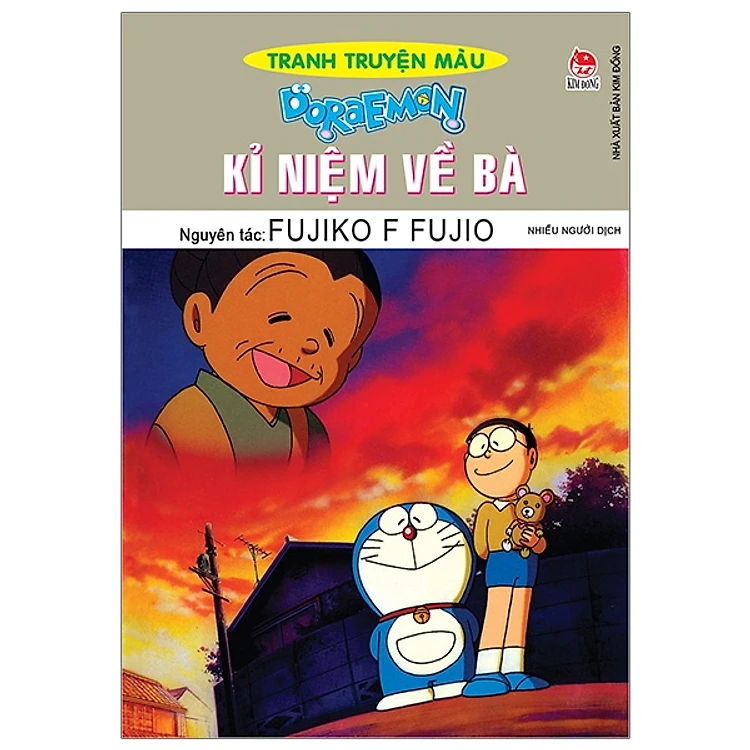 TRANH TRUYỆN MÀU
DORAEMON
KỈ NIỆM VỀ BÀ
Nguyên tác: FUJIKO F FUJIO
NHIỀU NGƯỜI DỊCH
KIM ĐỒNG
NHÀ XUẤT BẢN KIM ĐỒNG